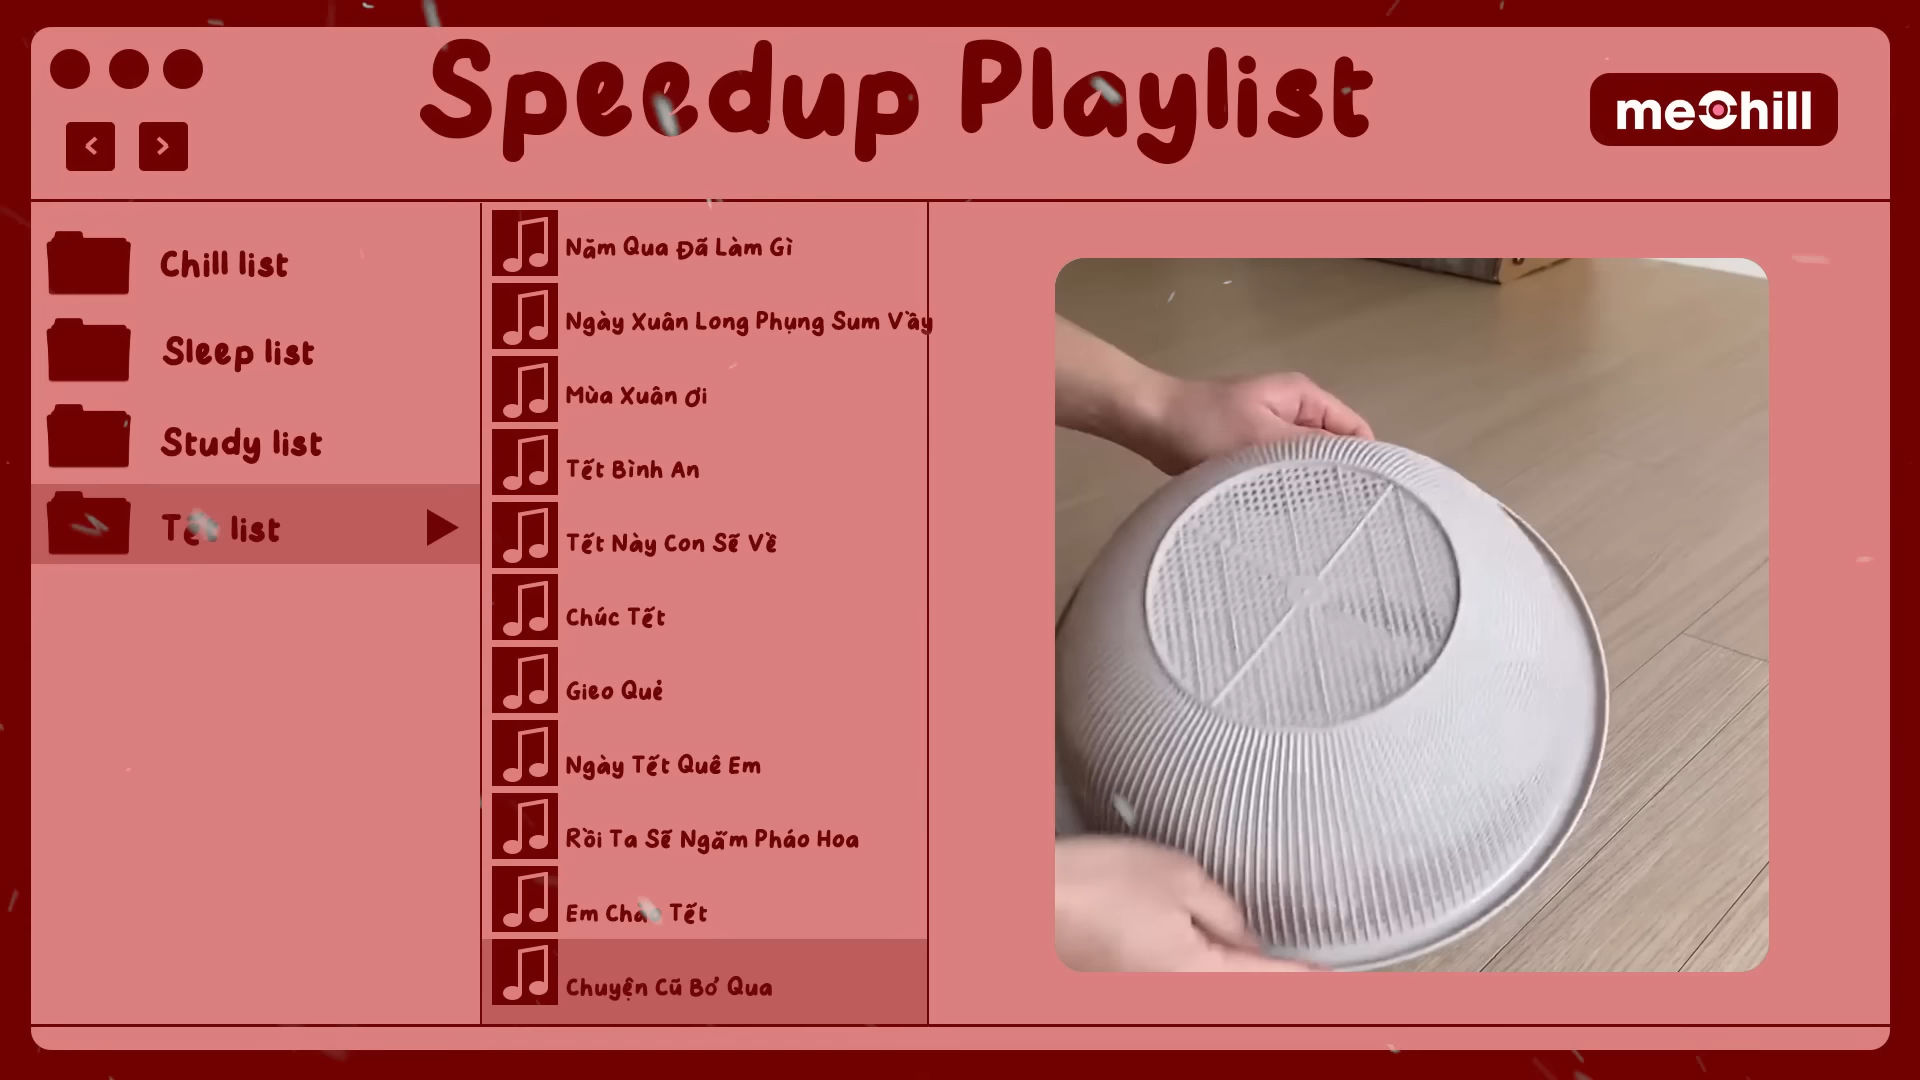 Speedup Playlist
mechill
Chill list
Sleep list
Study list
Tết list
Năm Qua Đã Làm Gì
Ngày Xuân Long Phụng Sum Vầy
Mùa Xuân ơi
Tết Bình An
Tết Này Con Sẽ Về
Chúc Tết
Gieo Quẻ
Ngày Tết Quê Em
Rồi Ta Sẽ Ngắm Pháo Hoa
Em Chào Tết
Chuyện Cũ Bỏ Qua